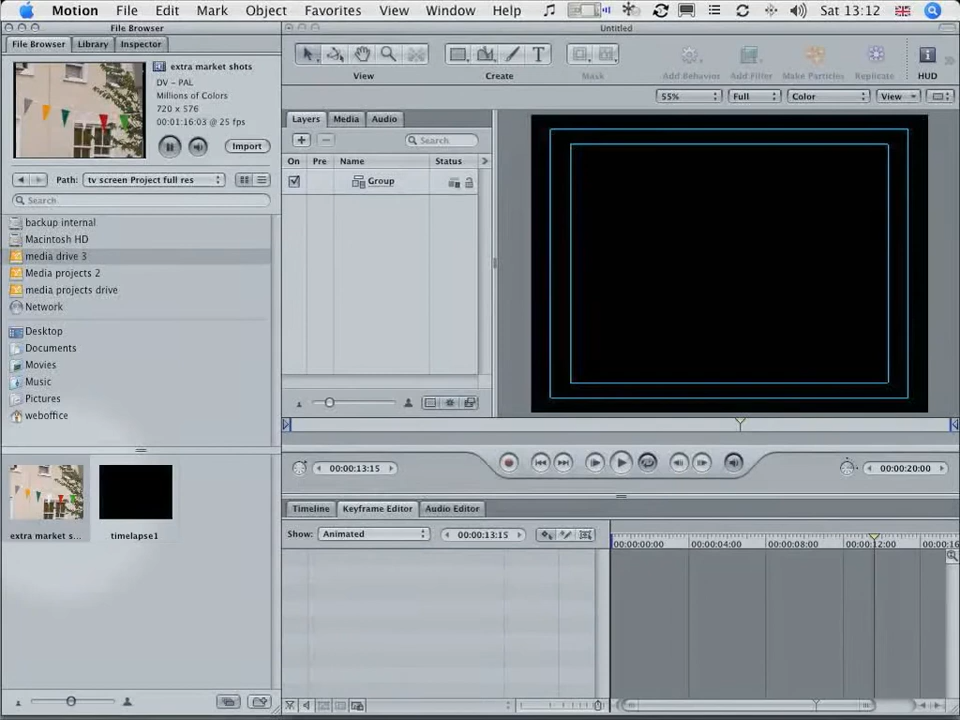 Motion File Edit Mark Object Favorites View Window Help Sat 13:12
File Browser
Untitled
File Browser Library Inspector
extra market shots
DV - PAL
Millions of Colors
720 x 576
00:01:16:03 @ 25 fps
Import
Path: tv screen Project full res
Search
backup internal
Macintosh HD
media drive 3
Media projects 2
media projects drive
Network
Desktop
Documents
Movies
Music
Pictures
weboffice
extra market s... timelapse1
View Create Mask Add Behavior Add Filter Make Particles Replicate HUD
55% Full Color View
Layers Media Audio
Search
On Pre Name Status
Group
00:00:13:15 00:00:20:00
Timeline Keyframe Editor Audio Editor
Show: Animated 00:00:13:15
00:00:00:00 00:00:04:00 00:00:08:00 00:00:12:00 00:00:16